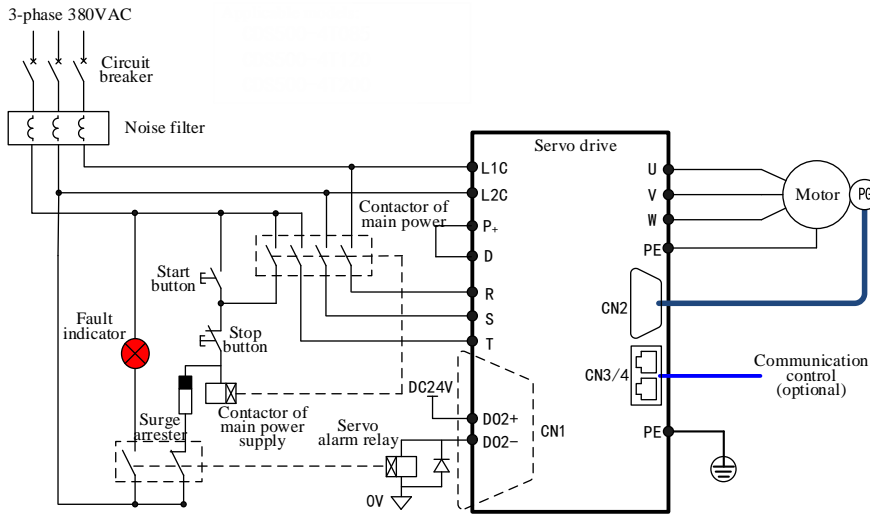 3-phase 380VAC
Circuit
breaker
Noise filter
Servo drive
L1C
L2C
P+
D
R
S
T
U
V
W
PE
Motor
PG
Contactor of
main power
Start
button
Stop
button
Fault
indicator
CN2
CN3/4
Communication
control
(optional)
Contactor of
main power
supply
Surge
arrester
Servo
alarm relay
DC24V
DO2+
DO2-
CN1
0V
PE